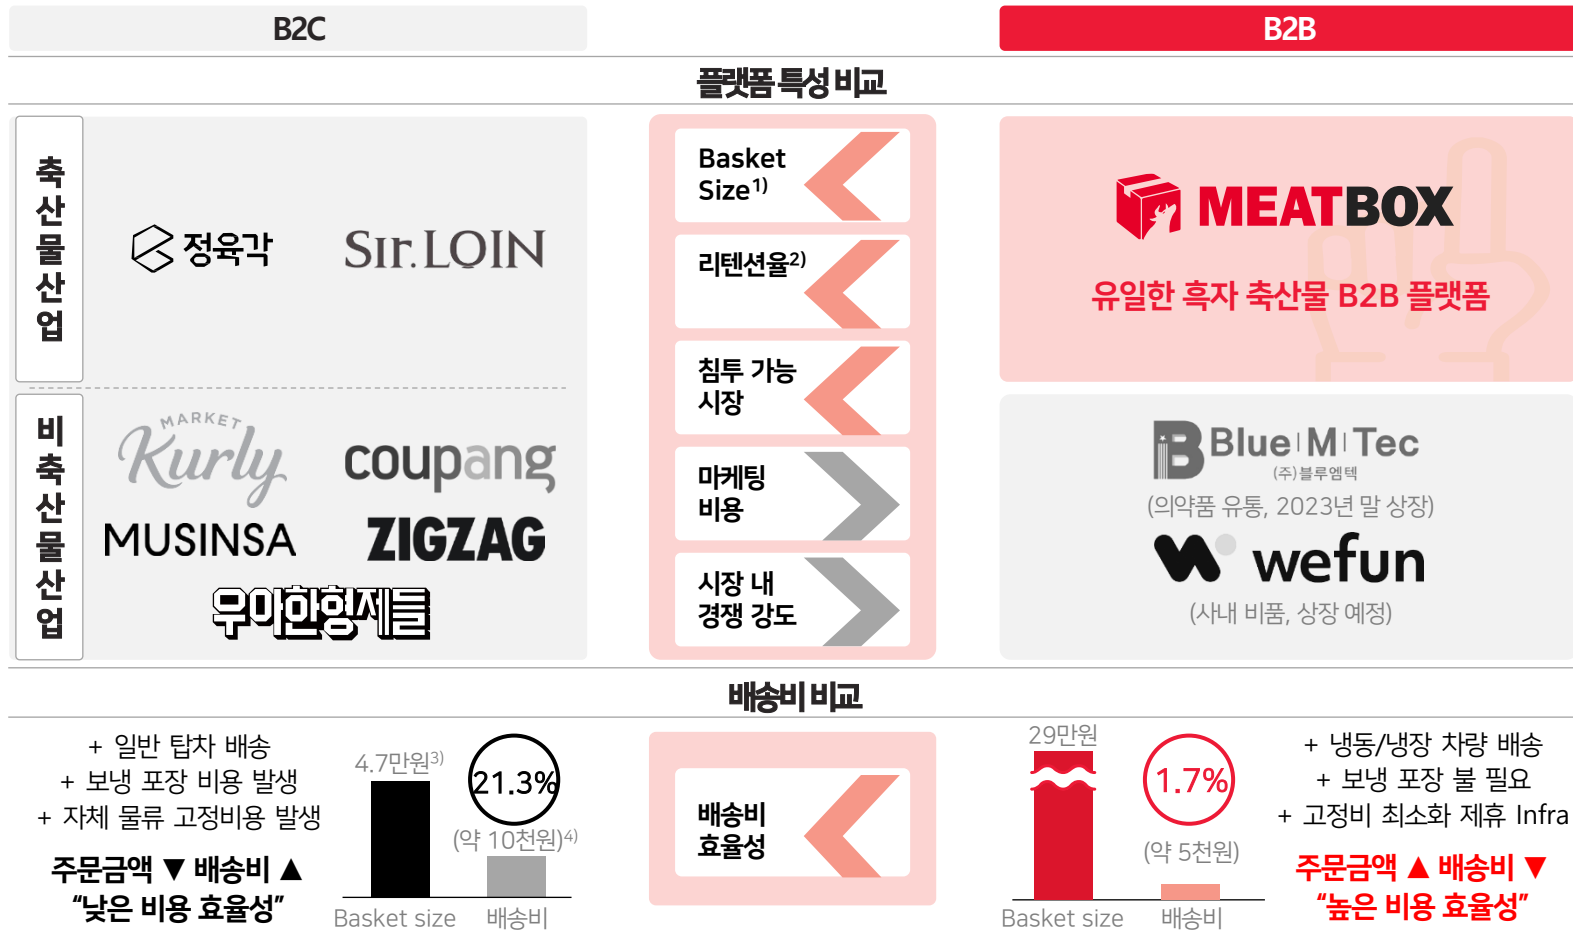 B2C
B2B
플랫폼 특성 비교
축산물산업
정육각
Sir.LOIN
Basket
Size1)
리텐션율2)
침투 가능
시장
마케팅
비용
시장 내
경쟁 강도
MEATBOX
유일한 흑자 축산물 B2B 플랫폼
비축산물산업
MARKET
Kurly
coupang
MUSINSA
ZIGZAG
우아한형제들
Blue M Tec
(주)블루엠텍
(의약품 유통, 2023년 말 상장)
wefun
(사내 비품, 상장 예정)
배송비 비교
+ 일반 탑차 배송
+ 보냉 포장 비용 발생
+ 자체 물류 고정비용 발생
주문금액 ▼ 배송비 ▲
“낮은 비용 효율성”
4.7만원3)
21.3%
(약 10천원)4)
Basket size
배송비
배송비
효율성
29만원
1.7%
(약 5천원)
Basket size
배송비
+ 냉동/냉장 차량 배송
+ 보냉 포장 불 필요
+ 고정비 최소화 제휴 Infra
주문금액 ▲ 배송비 ▼
“높은 비용 효율성”